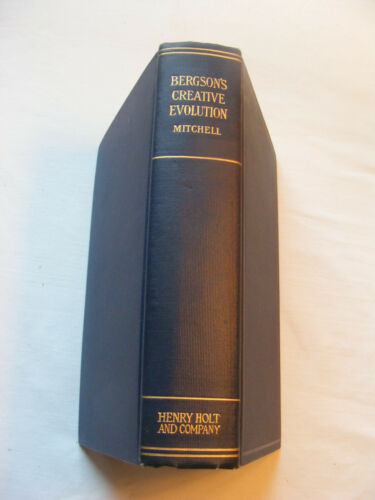 BERGSON'S
CREATIVE
EVOLUTION
MITCHELL
HENRY HOLT
AND COMPANY